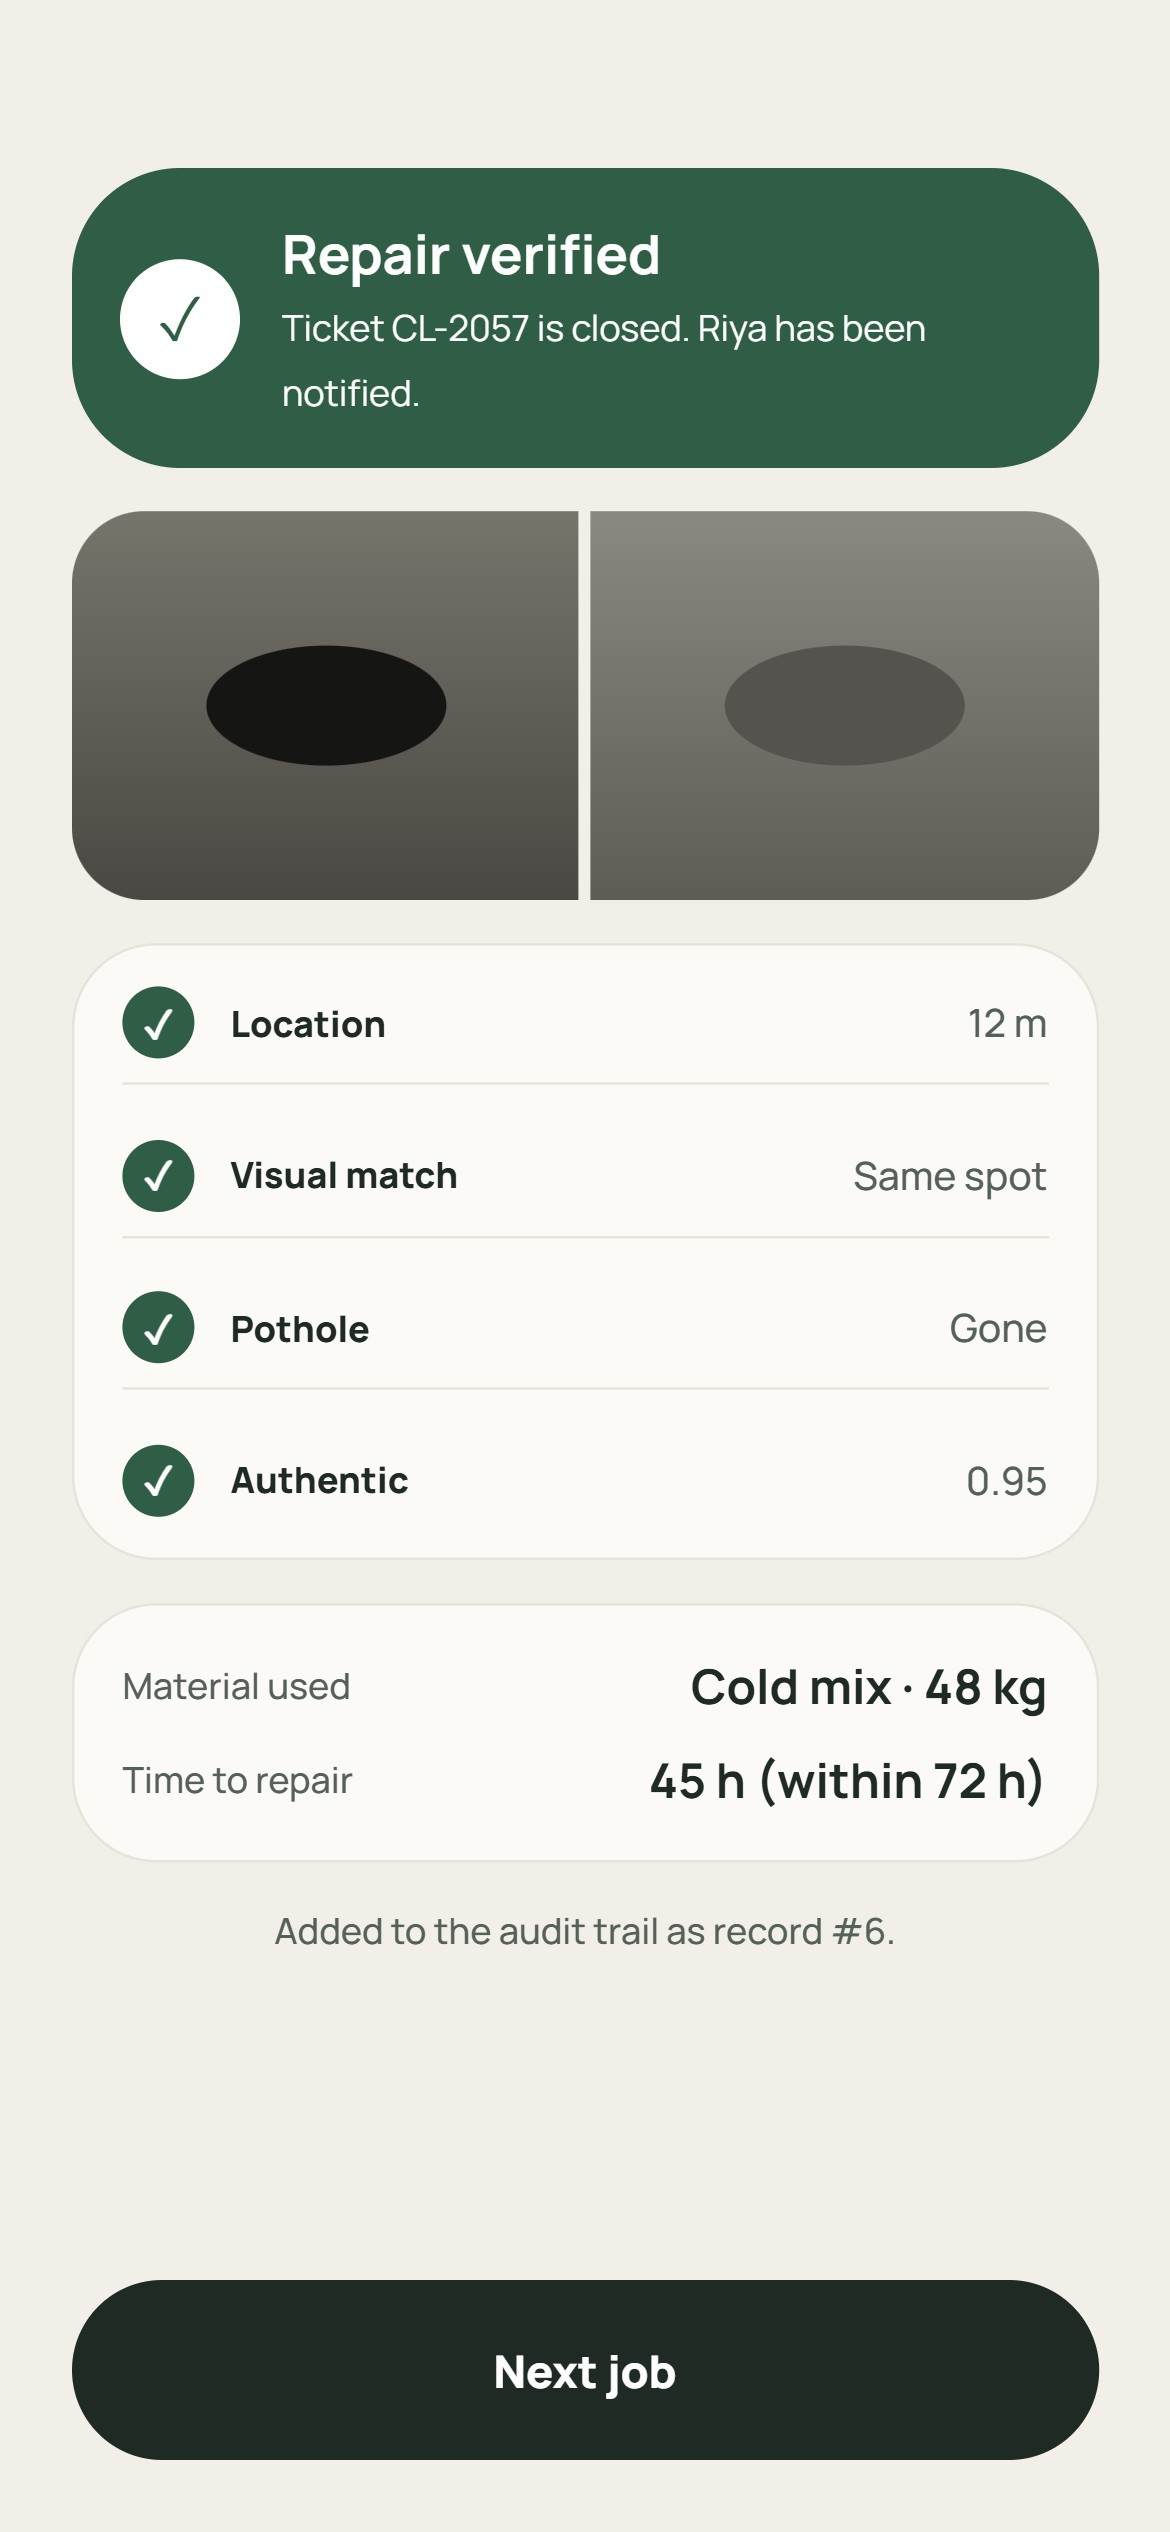 Repair verified
Ticket CL-2057 is closed. Riya has been
notified.
Location 12 m
Visual match Same spot
Pothole Gone
Authentic 0.95
Material used Cold mix · 48 kg
Time to repair 45 h (within 72 h)
Added to the audit trail as record #6.
Next job